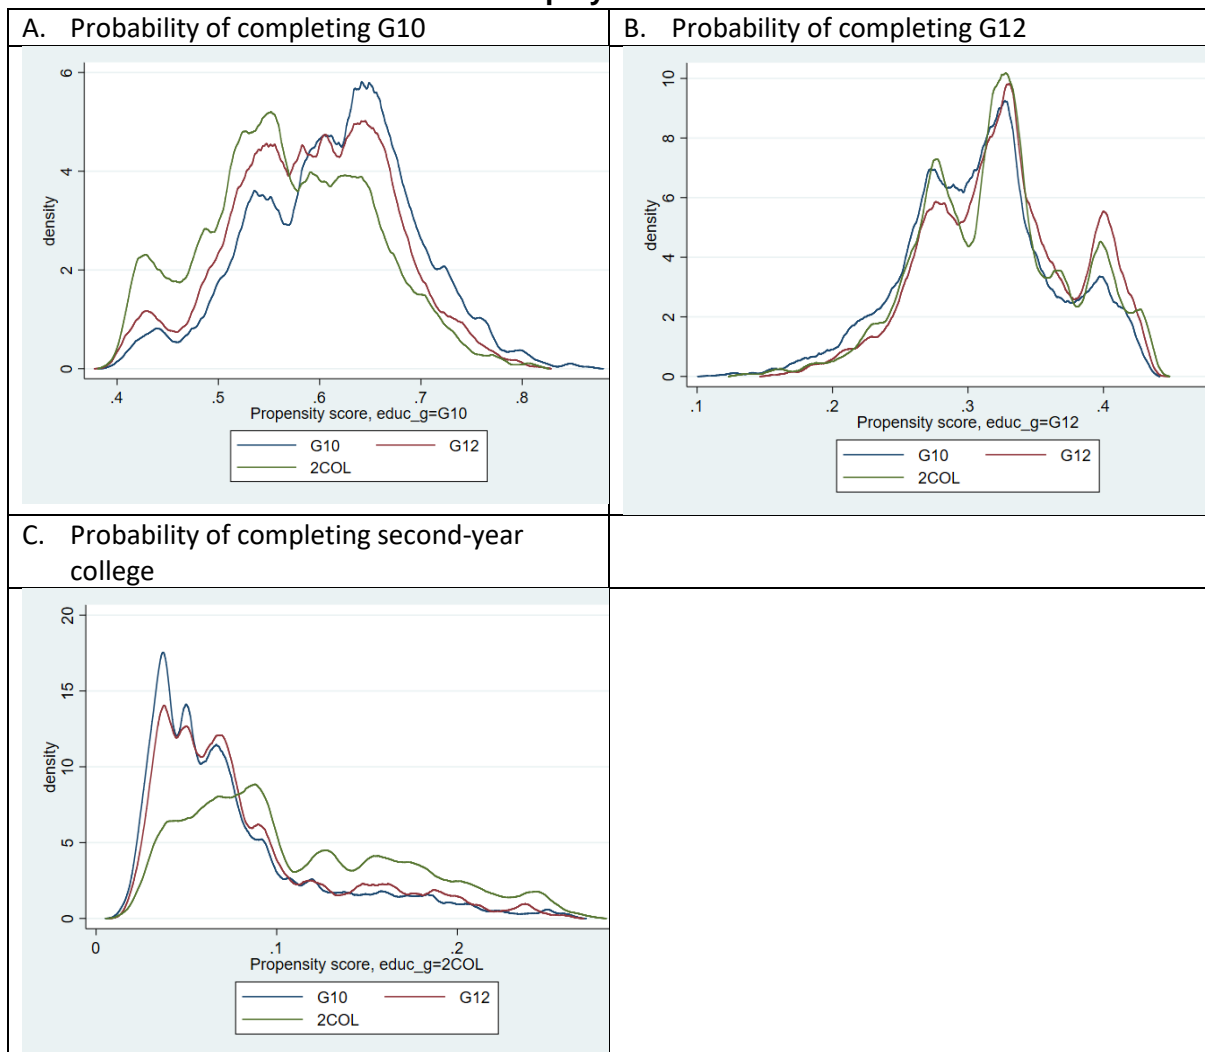 A. Probability of completing G10
B. Probability of completing G12
6
4
2
0
density
.4 .5 .6 .7 .8
Propensity score, educ_g=G10
G10 G12
2COL
10
8
6
4
2
0
density
.1 .2 .3 .4
Propensity score, educ_g=G12
G10 G12
2COL
C. Probability of completing second-year
college
20
15
10
5
0
density
0 .1 .2
Propensity score, educ_g=2COL
G10 G12
2COL